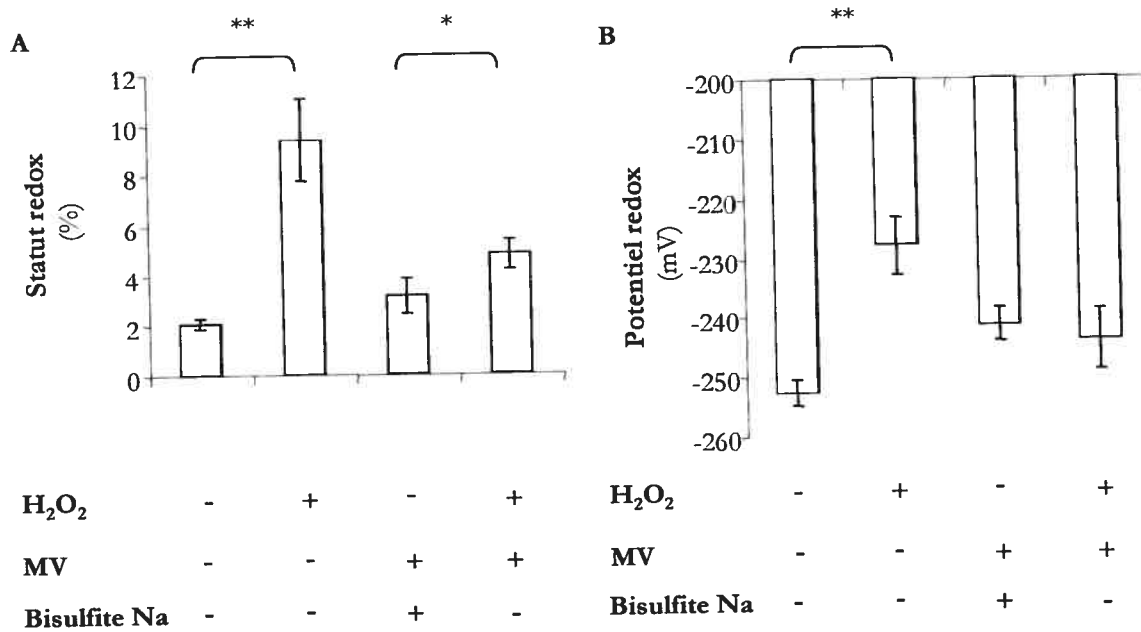 A
**
*
12
10
8
6
4
2
0
Statut redox
(%)
H₂O₂ - + - +
MV - - + +
Bisulfite Na - - + -
B
**
-200
-210
-220
-230
-240
-250
-260
Potentiel redox
(mV)
H₂O₂ - + - +
MV - - + +
Bisulfite Na - - + -